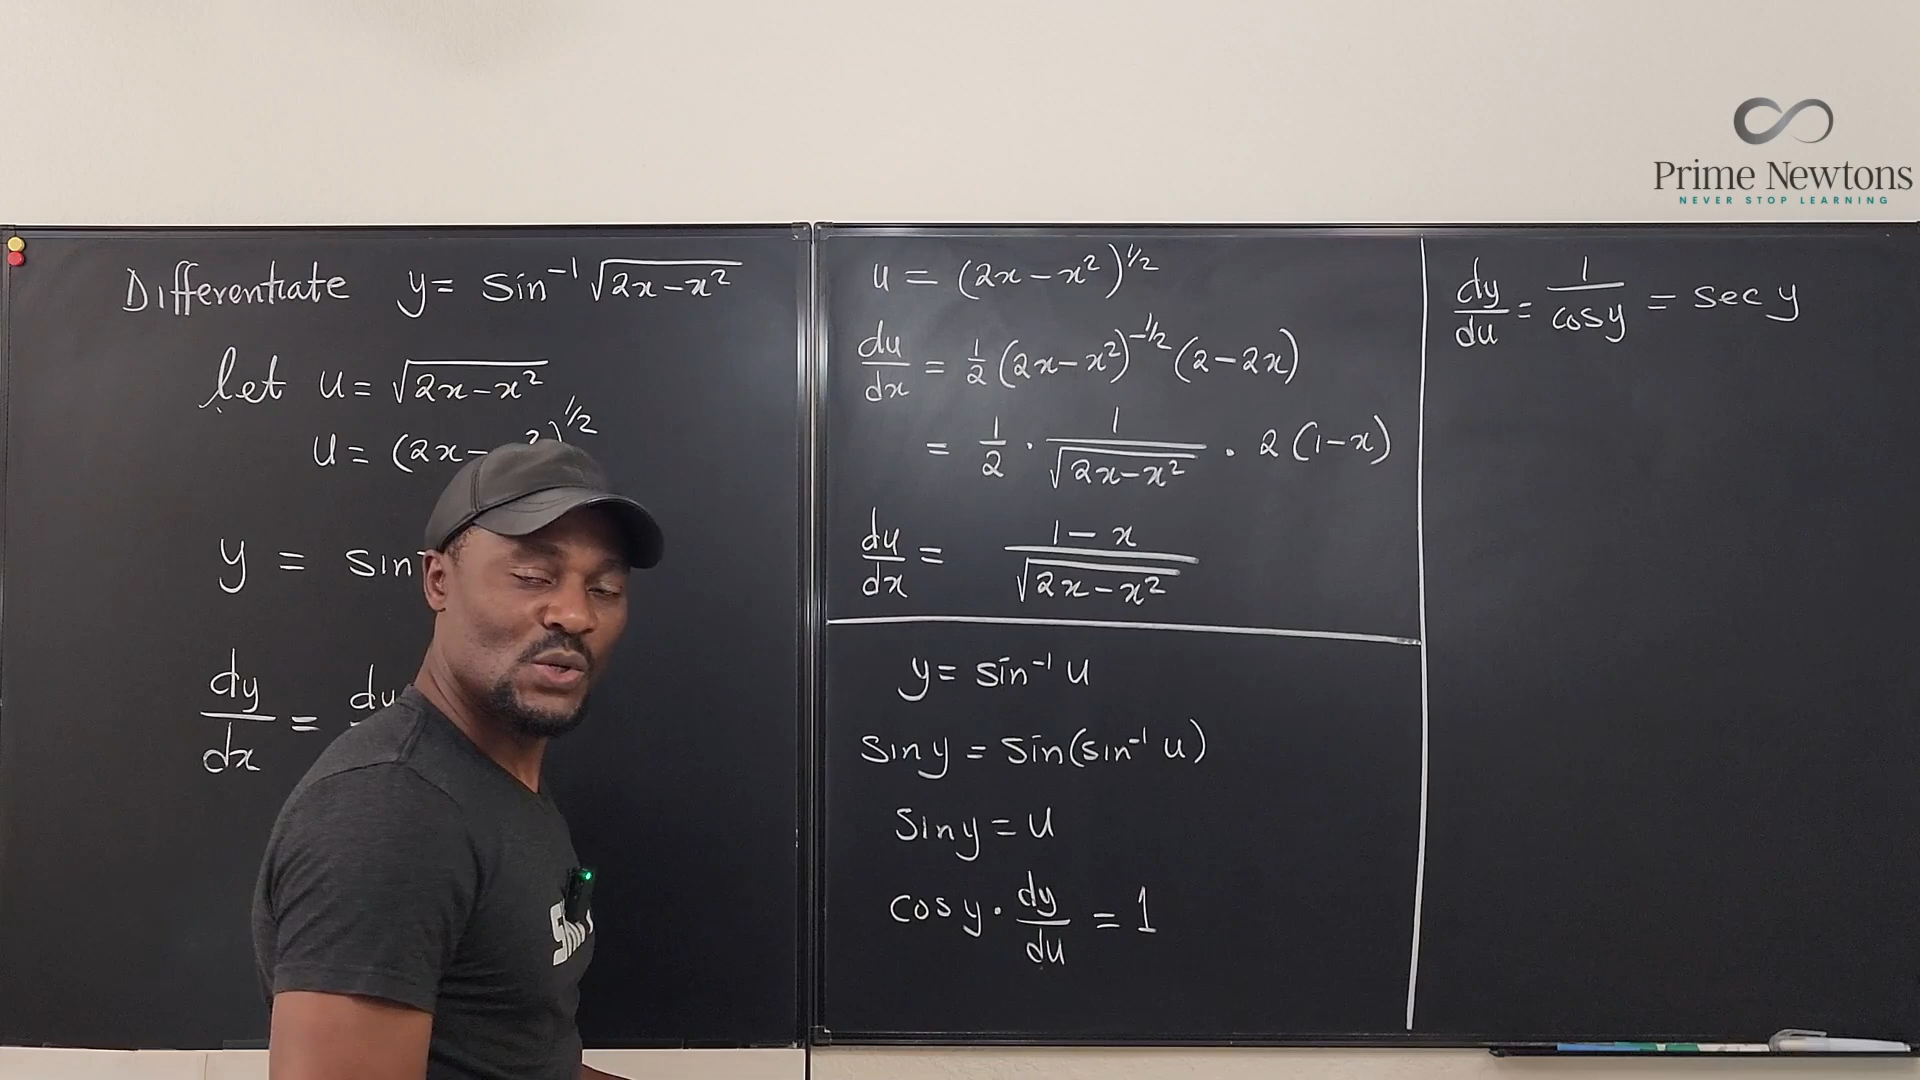 Prime Newtons
NEVER STOP LEARNING
Differentiate y = sin⁻¹ √(2x-x²)
let u = √(2x-x²)
u = (2x- ²)^1/2
y = sin
dy/dx = du
u = (2x-x²)^1/2
du/dx = 1/2 (2x-x²)^-1/2 (2-2x)
= 1/2 · 1/√(2x-x²) · 2(1-x)
du/dx = (1-x)/√(2x-x²)
y = sin⁻¹ u
sin y = sin(sin⁻¹ u)
sin y = u
cos y · dy/du = 1
dy/du = 1/cos y = sec y